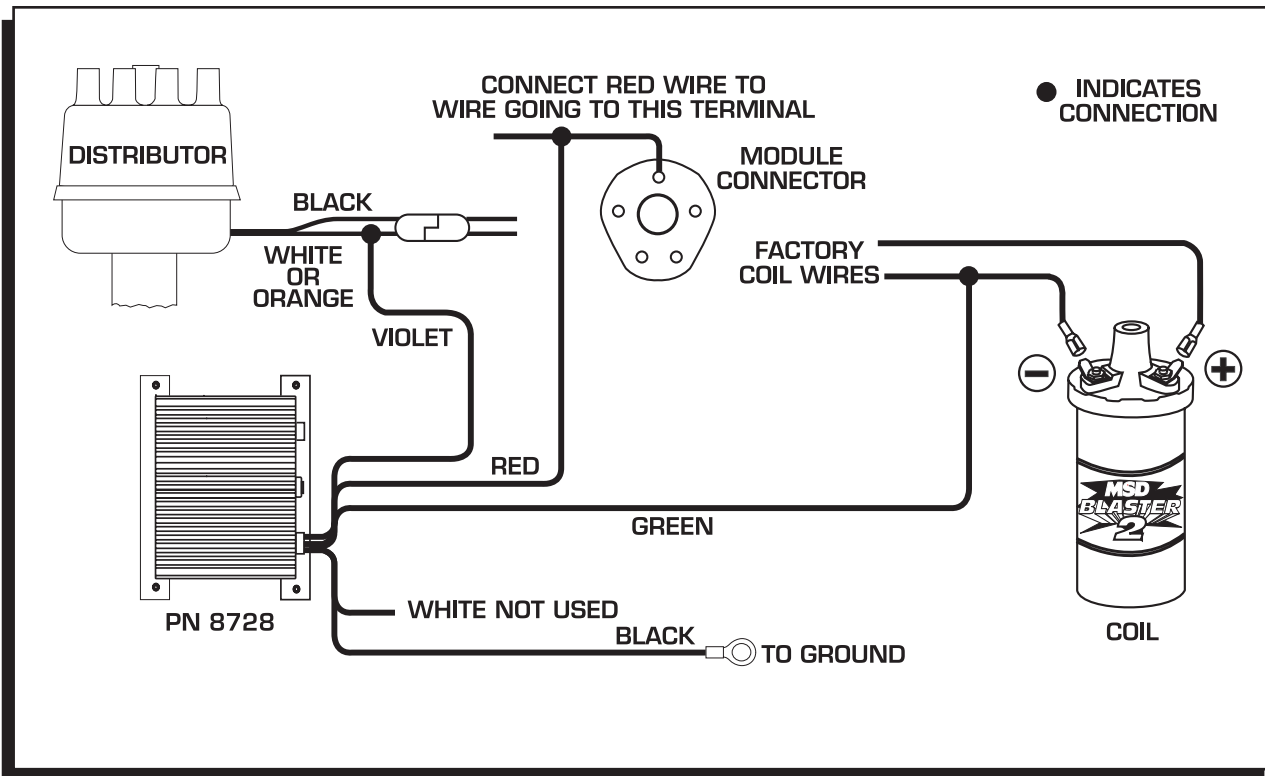 CONNECT RED WIRE TO
WIRE GOING TO THIS TERMINAL
INDICATES
CONNECTION
DISTRIBUTOR
MODULE
CONNECTOR
BLACK
WHITE
OR
ORANGE
FACTORY
COIL WIRES
VIOLET
RED
GREEN
MSD
BLASTER
2
PN 8728
WHITE NOT USED
BLACK
TO GROUND
COIL